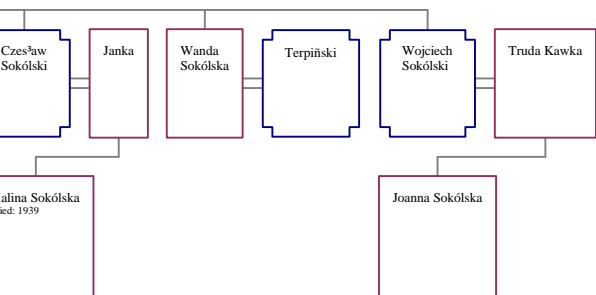 Czes³aw
Sokólski
Janka
Wanda
Sokólska
Terpiñski
Wojciech
Sokólski
Truda Kawka
alina Sokólska
ied: 1939
Joanna Sokólska